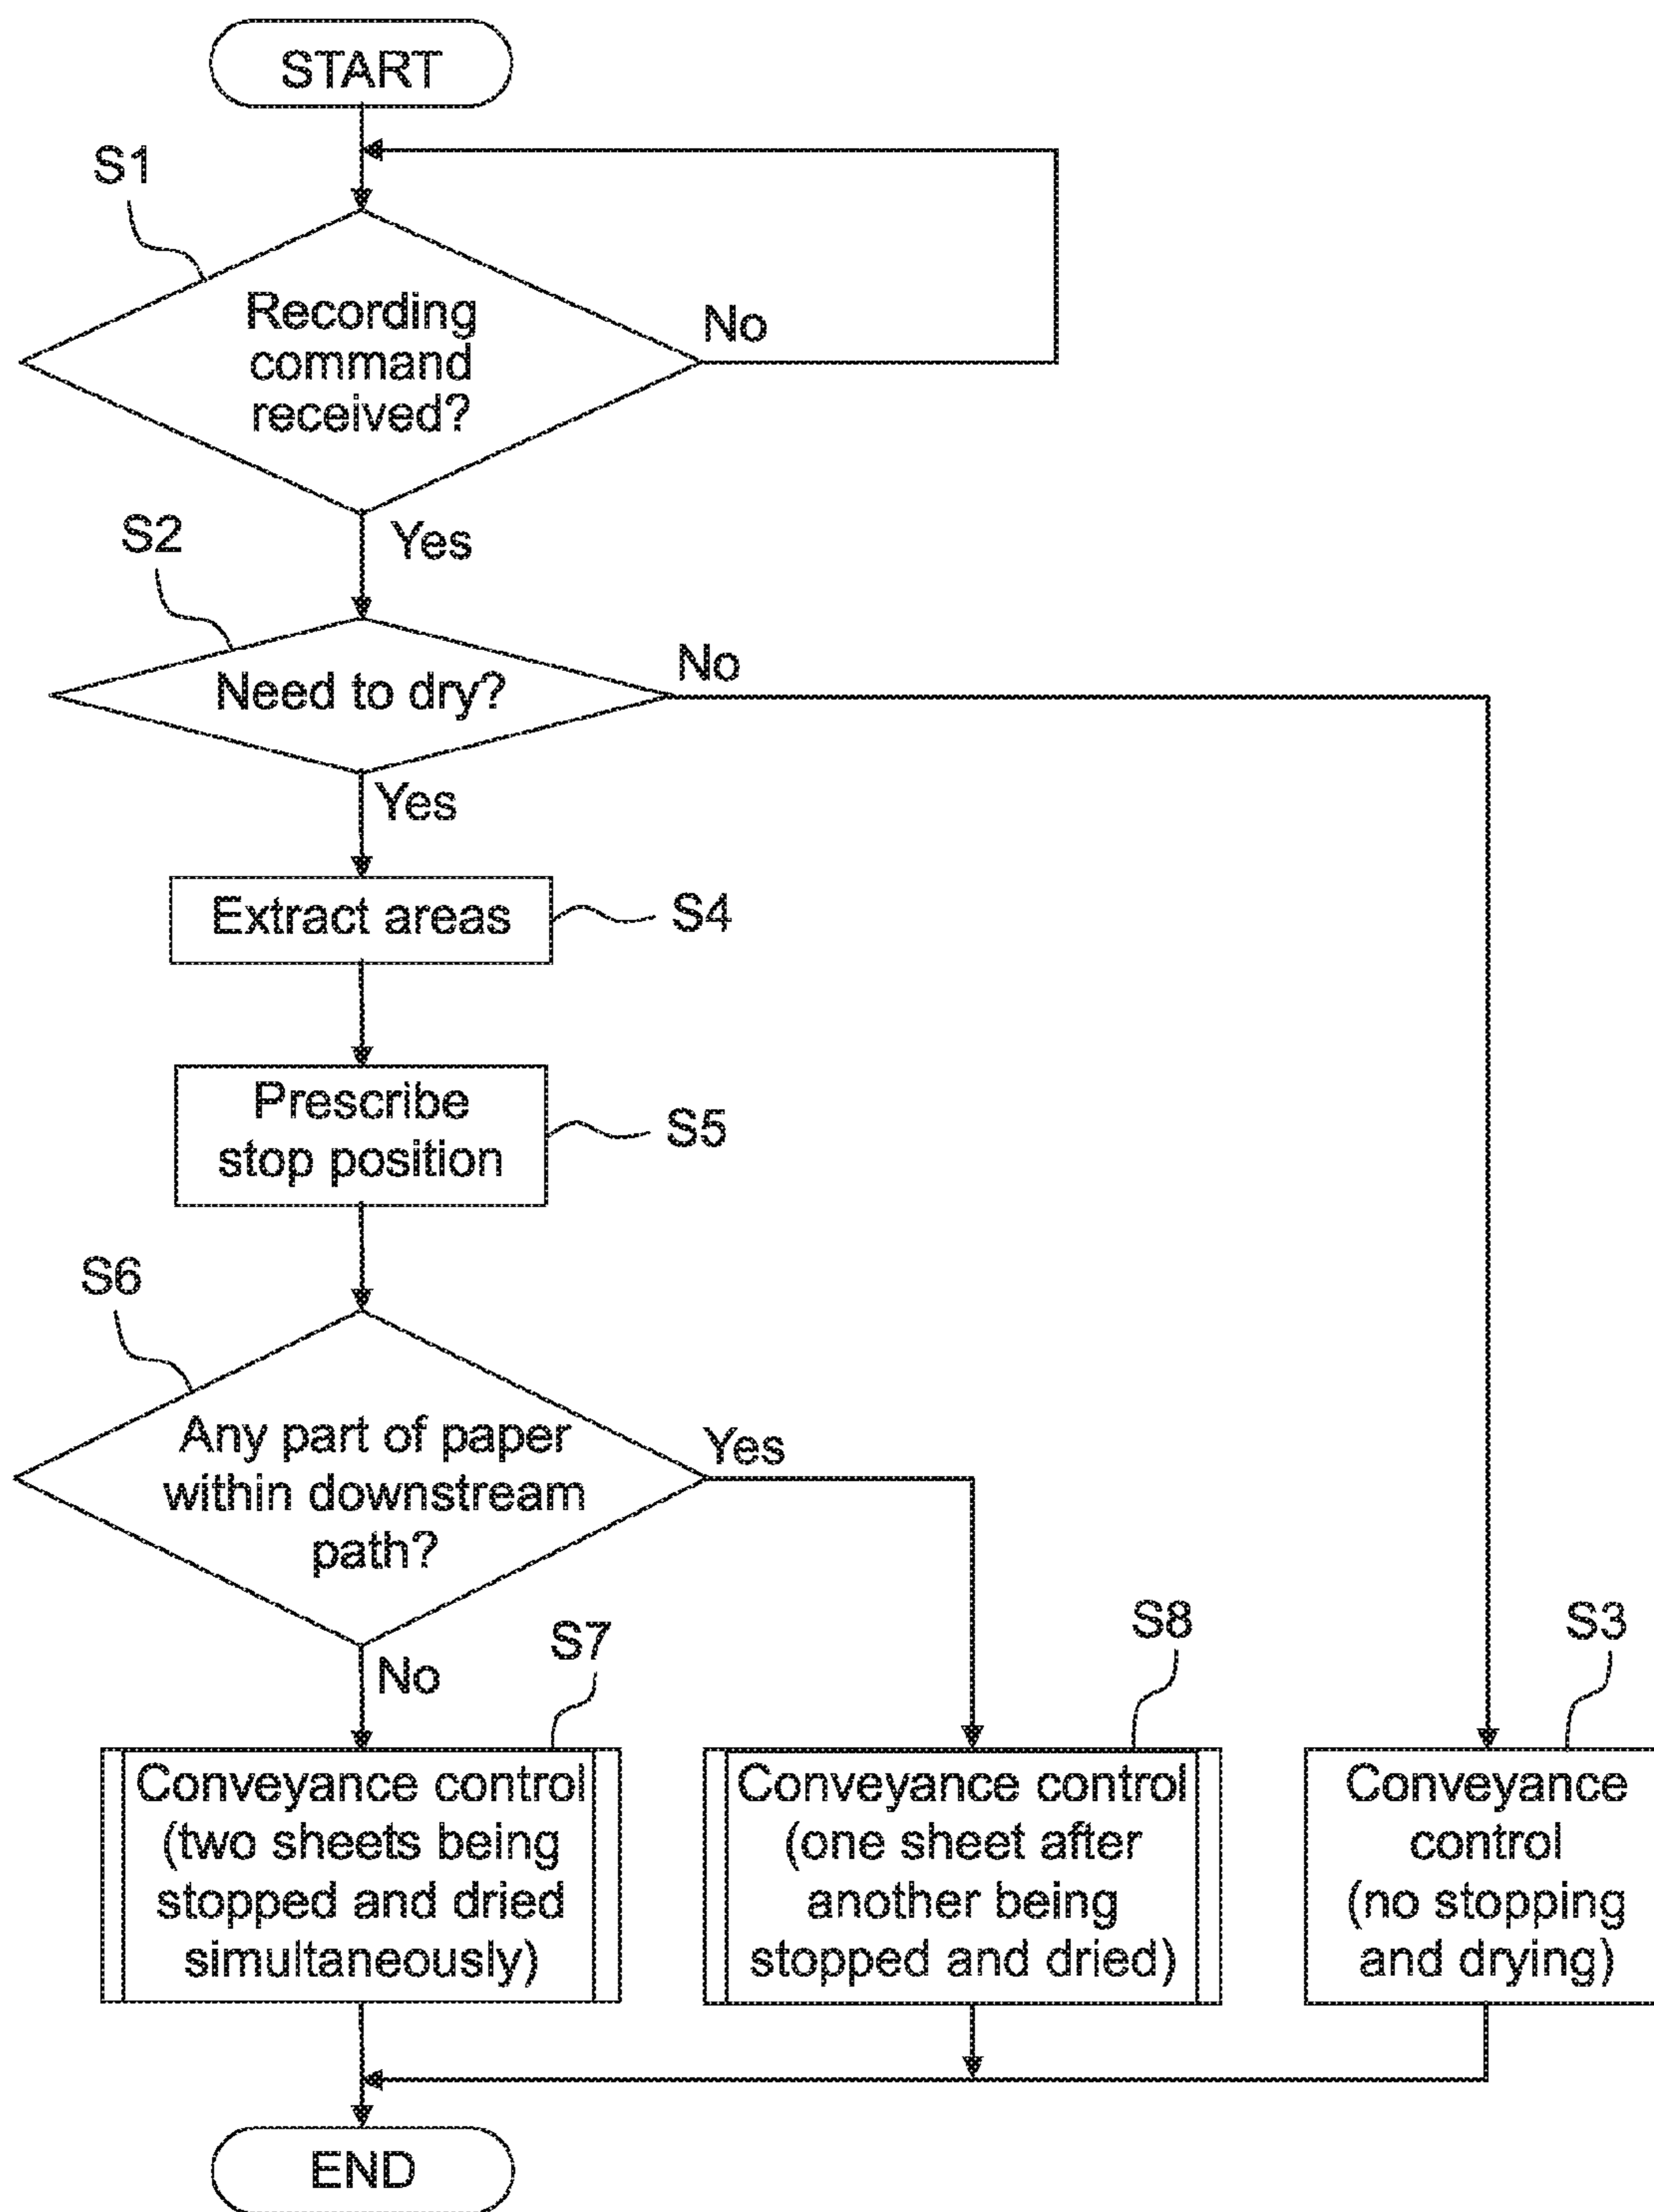 START
S1
Recording
command
received?
No
Yes
S2
Need to dry?
No
Yes
Extract areas
S4
Prescribe
stop position
S5
S6
Any part of paper
within downstream
path?
Yes
No
S7
S8
S3
Conveyance control
(two sheets being
stopped and dried
simultaneously)
Conveyance control
(one sheet after
another being
stopped and dried)
Conveyance
control
(no stopping
and drying)
END